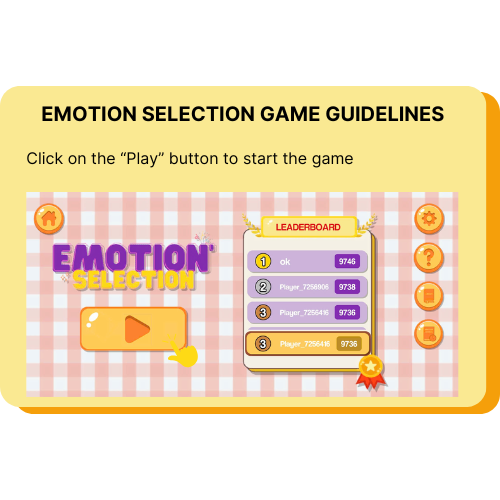 EMOTION SELECTION GAME GUIDELINES
Click on the “Play” button to start the game
EMOTION
SELECTION
LEADERBOARD
1 ok 9746
2 Player_7256906 9738
3 Player_7256416 9736
3 Player_7256416 9736